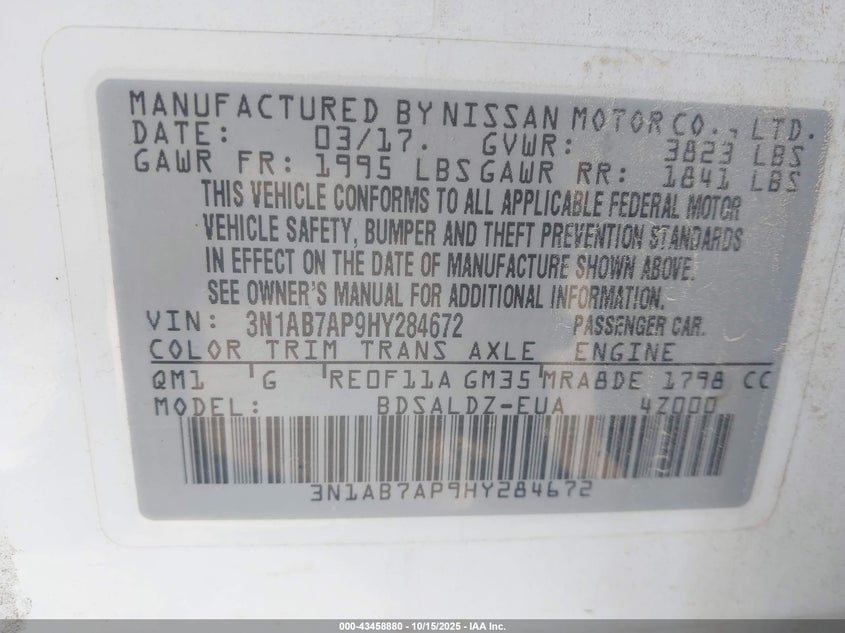 MANUFACTURED BY NISSAN MOTOR CO., LTD.
DATE: 03/17. GVWR: 3823 LBS
GAWR FR: 1995 LBS GAWR RR: 1841 LBS
THIS VEHICLE CONFORMS TO ALL APPLICABLE FEDERAL MOTOR
VEHICLE SAFETY, BUMPER AND THEFT PREVENTION STANDARDS
IN EFFECT ON THE DATE OF MANUFACTURE SHOWN ABOVE.
SEE OWNER'S MANUAL FOR ADDITIONAL INFORMATION.
VIN: 3N1AB7AP9HY284672 PASSENGER CAR.
COLOR TRIM TRANS AXLE ENGINE
QM1 G RE0F11A GM35 MRA8DE 1798 CC
MODEL: BDSALDZ-EUA 4Z000
3N1AB7AP9HY284672
000-43458880 - 10/15/2025 - IAA Inc.